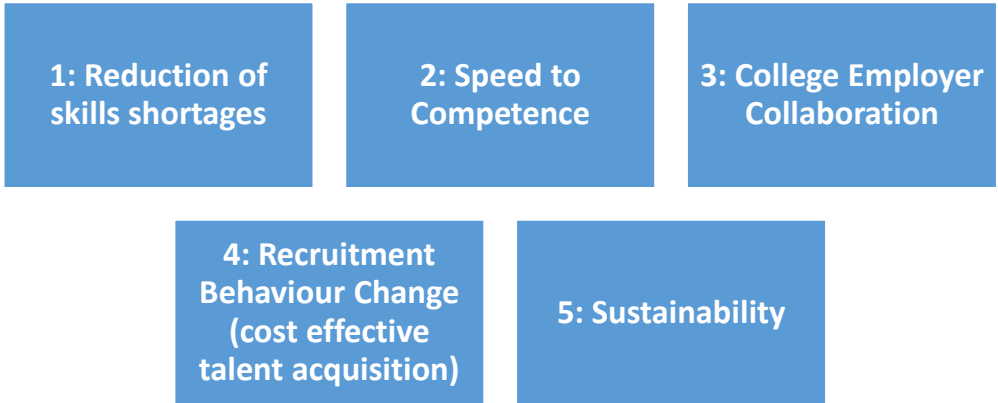 1: Reduction of
skills shortages
2: Speed to
Competence
3: College Employer
Collaboration
4: Recruitment
Behaviour Change
(cost effective
talent acquisition)
5: Sustainability